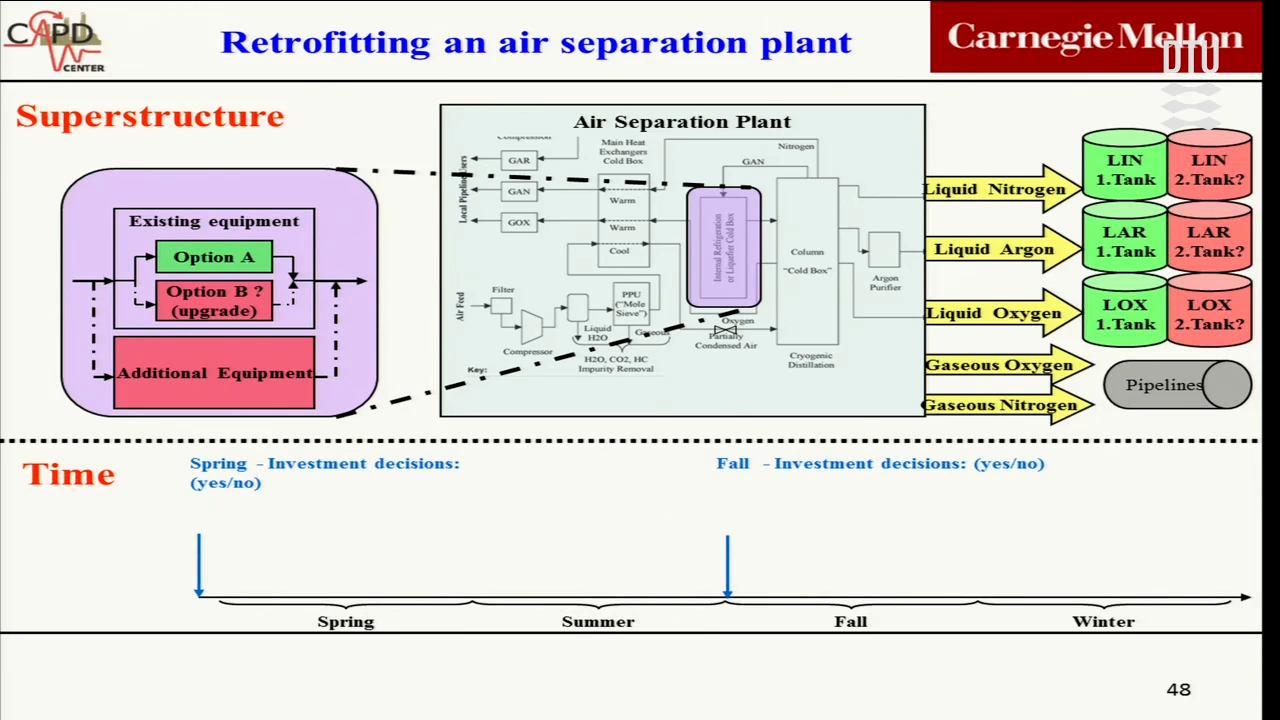 CAPD
CENTER
Retrofitting an air separation plant
Carnegie Mellon
DTU
Superstructure
Existing equipment
Option A
Option B ?
(upgrade)
Additional Equipment
Air Separation Plant
Compression
Main Heat
Exchangers
Cold Box
Nitrogen
GAR
GAN
GAN
GOX
Local Pipeline Users
Warm
Warm
Cool
Internal Refrigeration
or Liquefier Cold Box
Column
"Cold Box"
Argon
Purifier
Filter
Air Feed
PPU
("Mole
Sieve")
Compressor
Liquid
H2O
Gaseous
H2O, CO2, HC
Impurity Removal
Oxygen
Partially
Condensed Air
Cryogenic
Distillation
Key:
Liquid Nitrogen
Liquid Argon
Liquid Oxygen
Gaseous Oxygen
Gaseous Nitrogen
LIN
1.Tank
LIN
2.Tank?
LAR
1.Tank
LAR
2.Tank?
LOX
1.Tank
LOX
2.Tank?
Pipelines
Time
Spring - Investment decisions:
(yes/no)
Fall - Investment decisions: (yes/no)
Spring
Summer
Fall
Winter
48